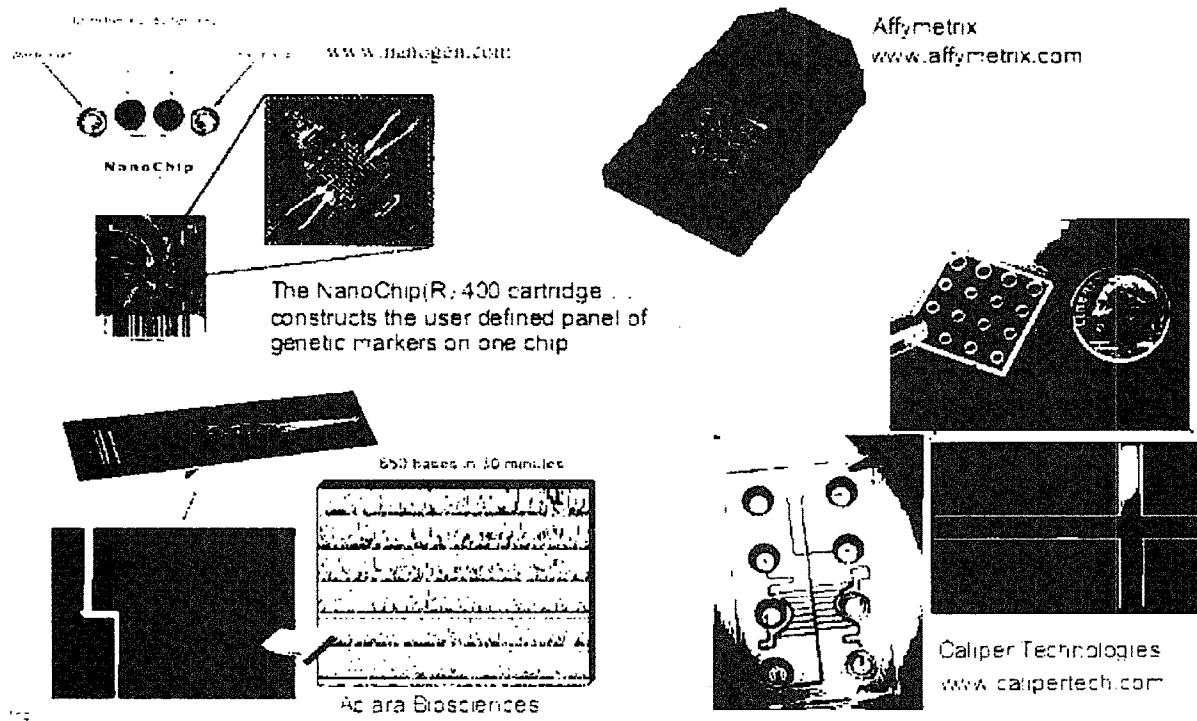 www.nanogen.com
NanoChip
The NanoChip(R) 400 cartridge ...
constructs the user defined panel of
genetic markers on one chip
Affymetrix
www.affymetrix.com
650 bases in 30 minutes
Aclara Biosciences
Caliper Technologies
www.calipertech.com